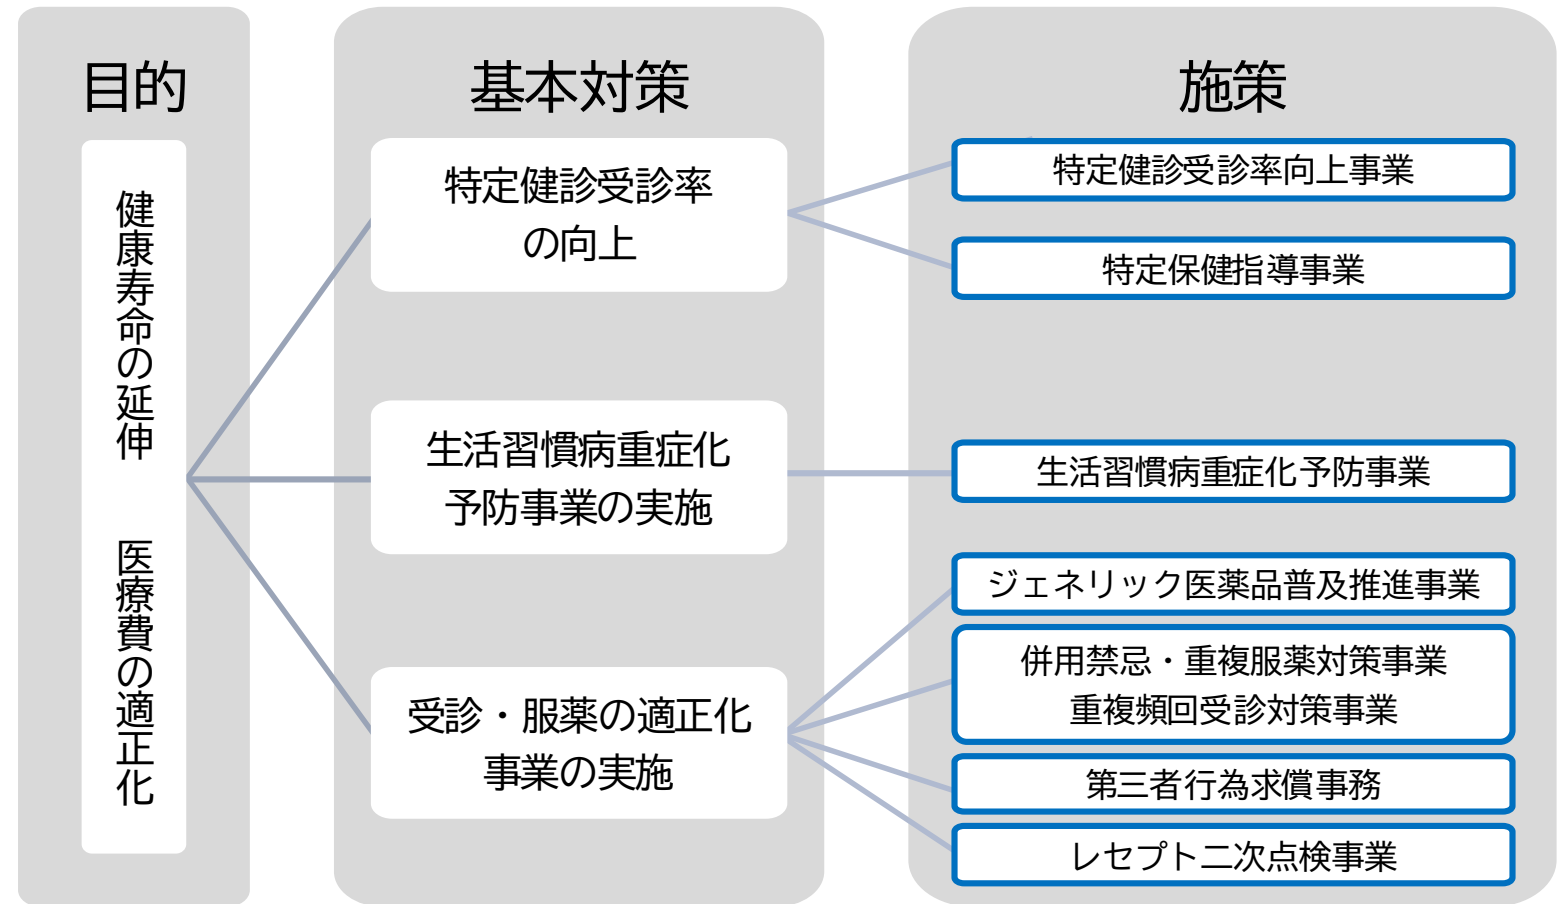 目的
健康寿命の延伸
医療費の適正化
基本対策
特定健診受診率
の向上
生活習慣病重症化
予防事業の実施
受診・服薬の適正化
事業の実施
施策
特定健診受診率向上事業
特定保健指導事業
生活習慣病重症化予防事業
ジェネリック医薬品普及推進事業
併用禁忌・重複服薬対策事業
重複頻回受診対策事業
第三者行為求償事務
レセプト二次点検事業